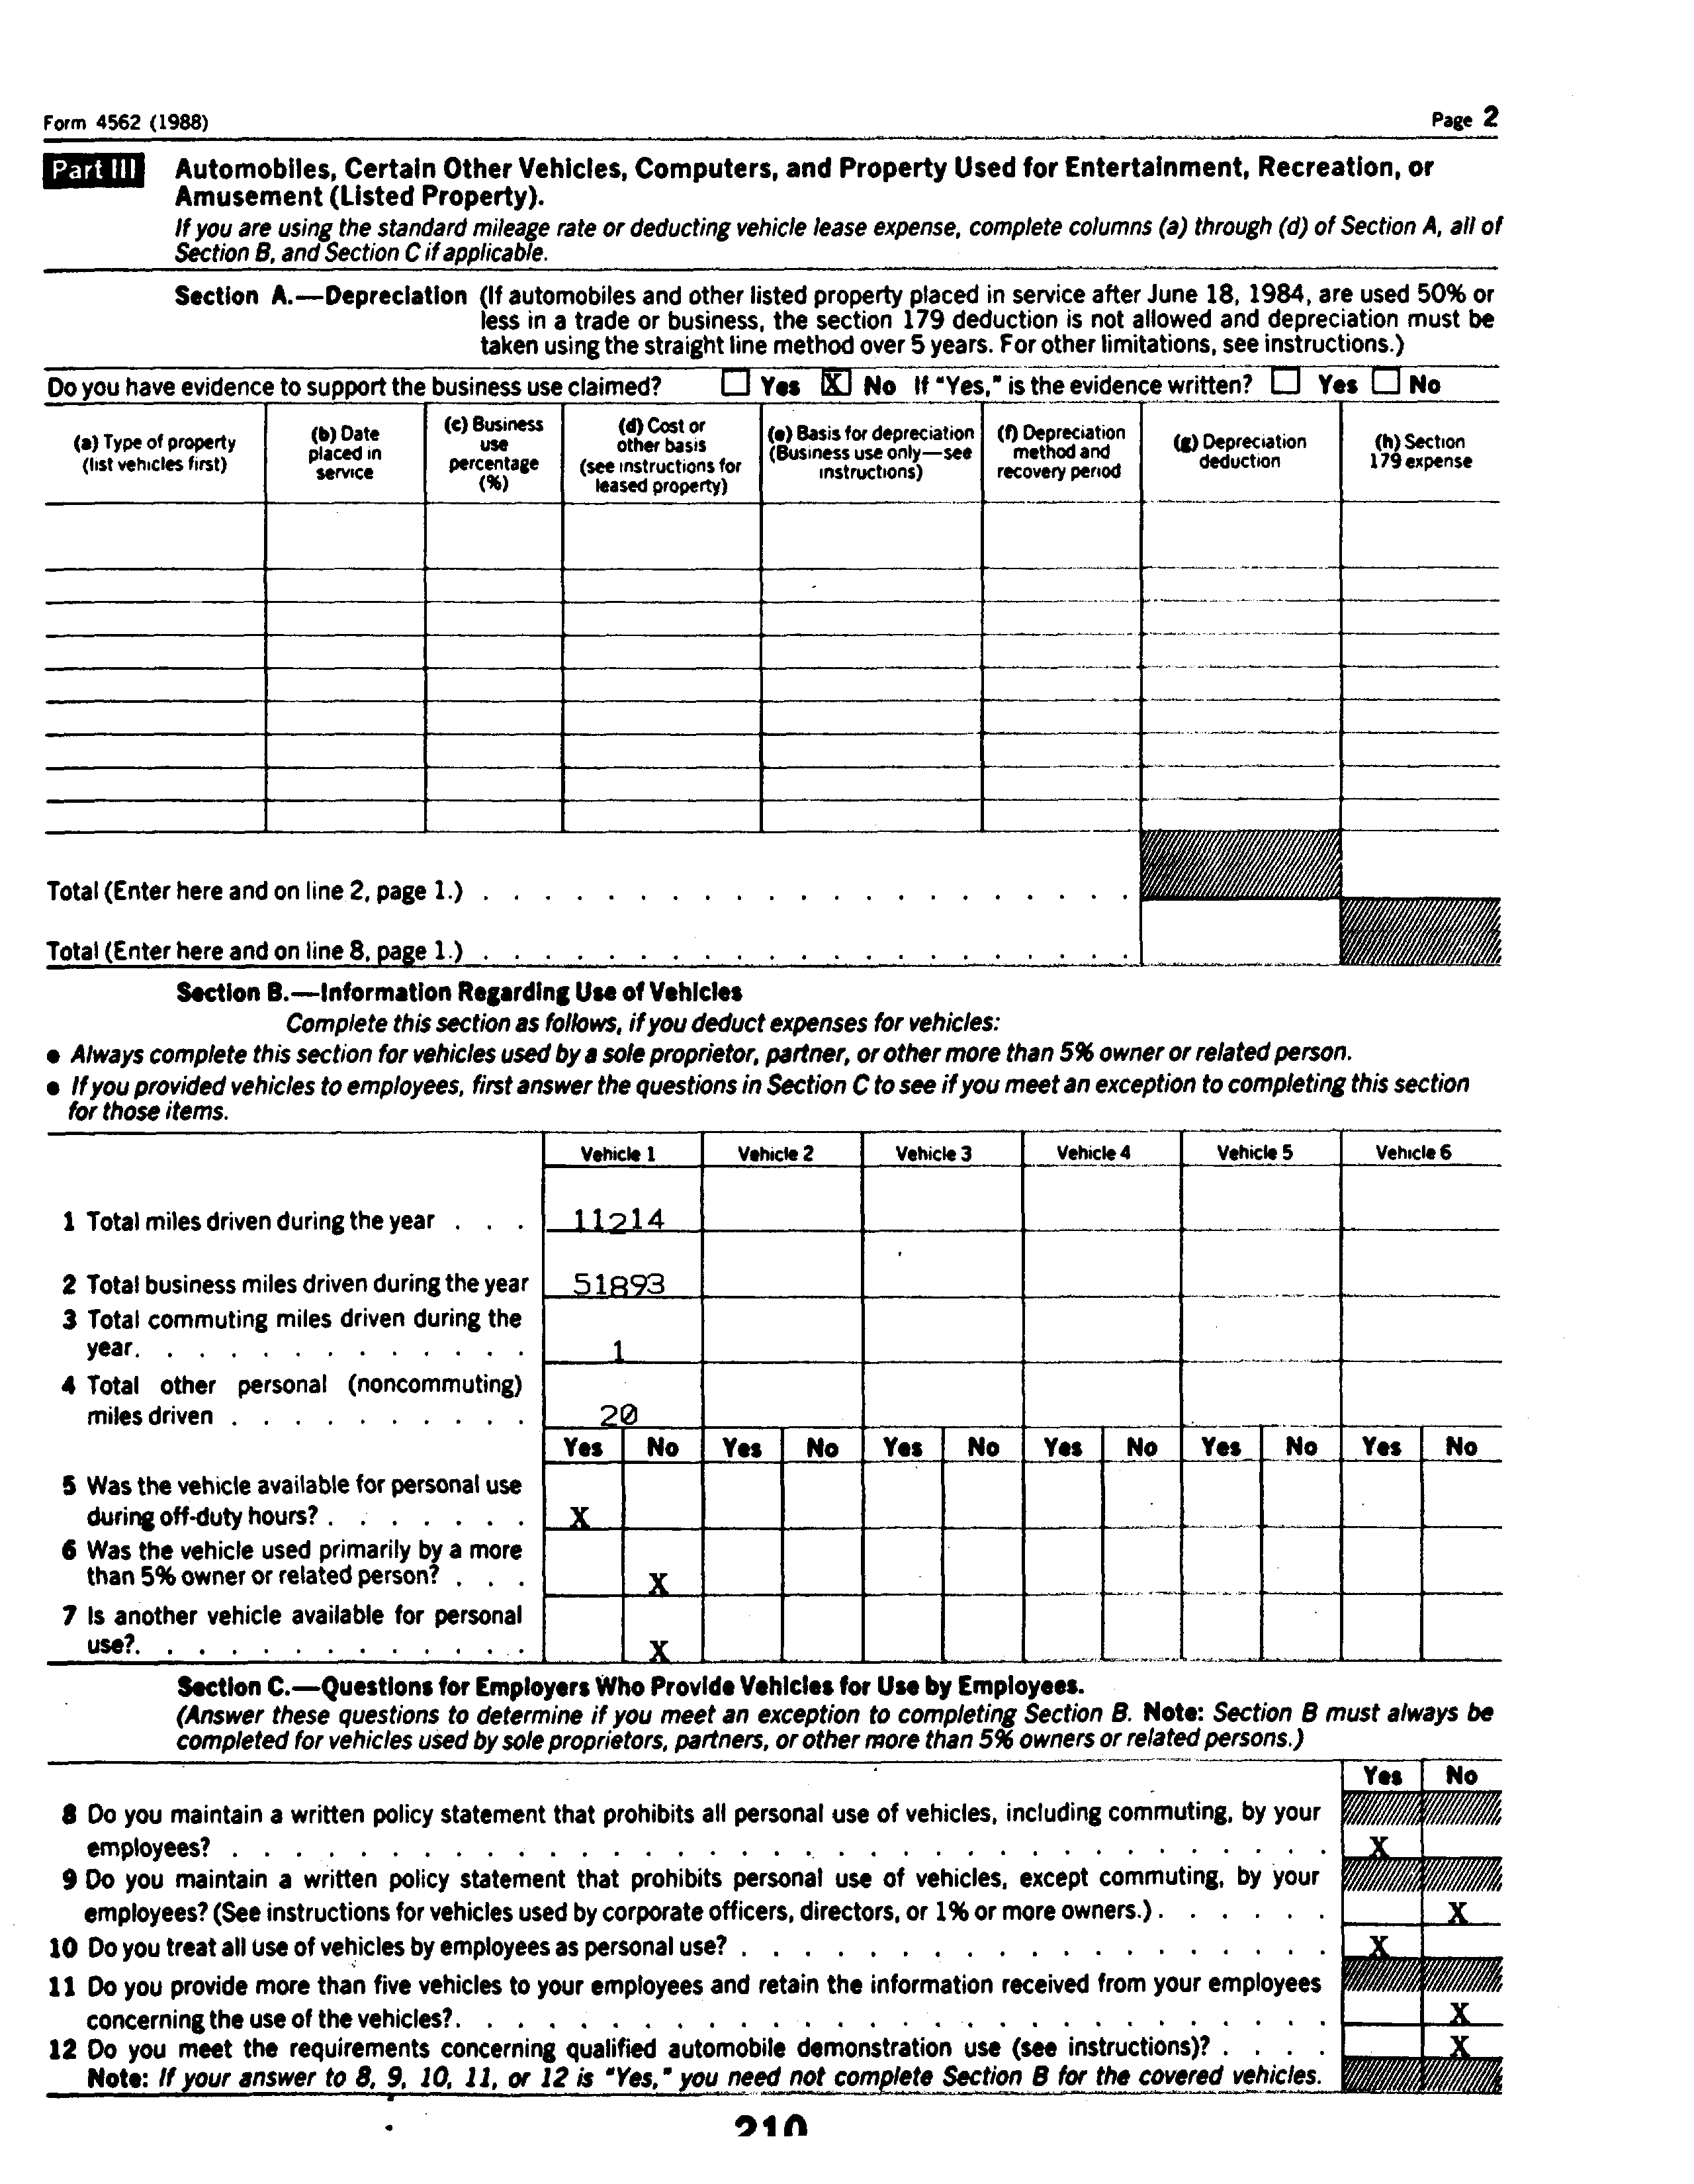 Form 4562 (1988)
Page 2
Part III
Automobiles, Certain Other Vehicles, Computers, and Property Used for Entertainment, Recreation, or
Amusement (Listed Property).
If you are using the standard mileage rate or deducting vehicle lease expense, complete columns (a) through (d) of Section A, all of
Section B, and Section C if applicable.
Section A.—Depreciation (If automobiles and other listed property placed in service after June 18, 1984, are used 50% or
less in a trade or business, the section 179 deduction is not allowed and depreciation must be
taken using the straight line method over 5 years. For other limitations, see instructions.)
Do you have evidence to support the business use claimed? Yes X No If "Yes," is the evidence written? Yes No
(a) Type of property
(list vehicles first)
(b) Date
placed in
service
(c) Business
use
percentage
(%)
(d) Cost or
other basis
(see instructions for
leased property)
(e) Basis for depreciation
(Business use only—see
instructions)
(f) Depreciation
method and
recovery period
(g) Depreciation
deduction
(h) Section
179 expense
Total (Enter here and on line 2, page 1.) . . . . . . . . . . . . . . . . . . . . .
Total (Enter here and on line 8, page 1.) . . . . . . . . . . . . . . . . . . . . .
Section B.—Information Regarding Use of Vehicles
Complete this section as follows, if you deduct expenses for vehicles:
● Always complete this section for vehicles used by a sole proprietor, partner, or other more than 5% owner or related person.
● If you provided vehicles to employees, first answer the questions in Section C to see if you meet an exception to completing this section
for those items.
Vehicle 1 Vehicle 2 Vehicle 3 Vehicle 4 Vehicle 5 Vehicle 6
1 Total miles driven during the year . . . 11214
2 Total business miles driven during the year 51893
3 Total commuting miles driven during the
year. . . . . . . . . . . . . 1
4 Total other personal (noncommuting)
miles driven . . . . . . . . . . 20
Yes No Yes No Yes No Yes No Yes No Yes No
5 Was the vehicle available for personal use
during off-duty hours? . . . . . . . X
6 Was the vehicle used primarily by a more
than 5% owner or related person? . . . X
7 Is another vehicle available for personal
use?. . . . . . . . . . . . . X
Section C.—Questions for Employers Who Provide Vehicles for Use by Employees.
(Answer these questions to determine if you meet an exception to completing Section B. Note: Section B must always be
completed for vehicles used by sole proprietors, partners, or other more than 5% owners or related persons.)
Yes No
8 Do you maintain a written policy statement that prohibits all personal use of vehicles, including commuting, by your
employees? . . . . . . . . . . . . . . . . . . . . . . . . . . . . . . . . . . . X
9 Do you maintain a written policy statement that prohibits personal use of vehicles, except commuting, by your
employees? (See instructions for vehicles used by corporate officers, directors, or 1% or more owners.) . . . . . . X
10 Do you treat all use of vehicles by employees as personal use? . . . . . . . . . . . . . . . . . . . X
11 Do you provide more than five vehicles to your employees and retain the information received from your employees
concerning the use of the vehicles?. . . . . . . . . . . . . . . . . . . . . . . . . . . . X
12 Do you meet the requirements concerning qualified automobile demonstration use (see instructions)? . . . . X
Note: If your answer to 8, 9, 10, 11, or 12 is "Yes," you need not complete Section B for the covered vehicles.
210